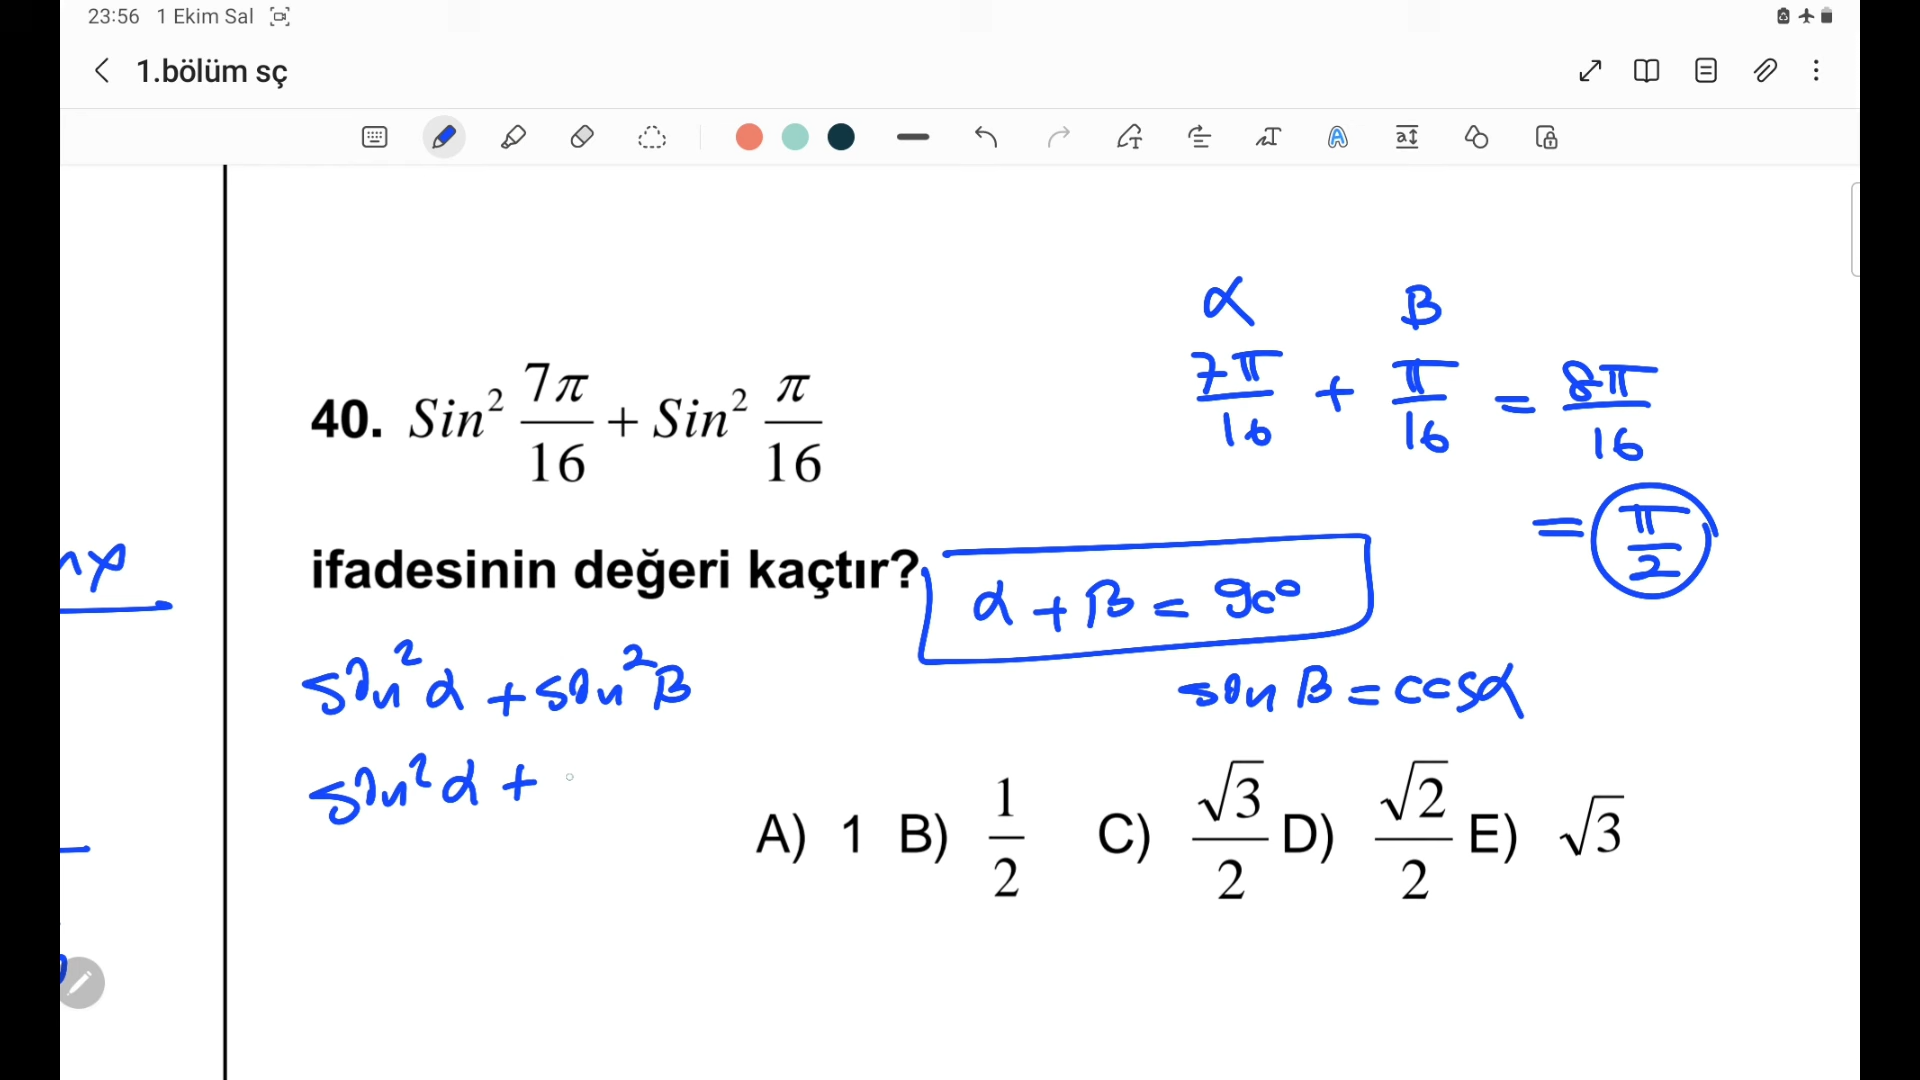 23:56 1 Ekim Sal
1.bölüm sç
α β
7π/16 + π/16 = 8π/16
40. Sin² 7π/16 + Sin² π/16
= π/2
ifadesinin değeri kaçtır?
α + β = 90°
nx
sin²α + sin²β
sin β = cosα
sin²α +
A) 1 B) 1/2 C) √3/2 D) √2/2 E) √3